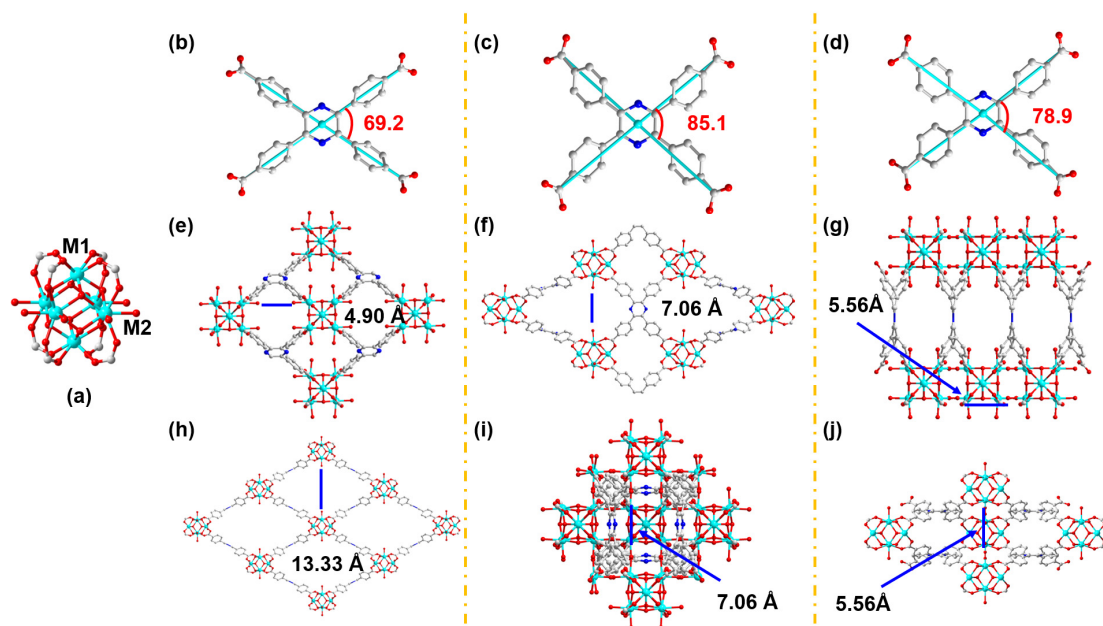 (b)
(c)
(d)
69.2
85.1
78.9
M1
M2
(a)
(e)
4.90 Å
(f)
7.06 Å
(g)
5.56Å
(h)
13.33 Å
(i)
7.06 Å
(j)
5.56Å